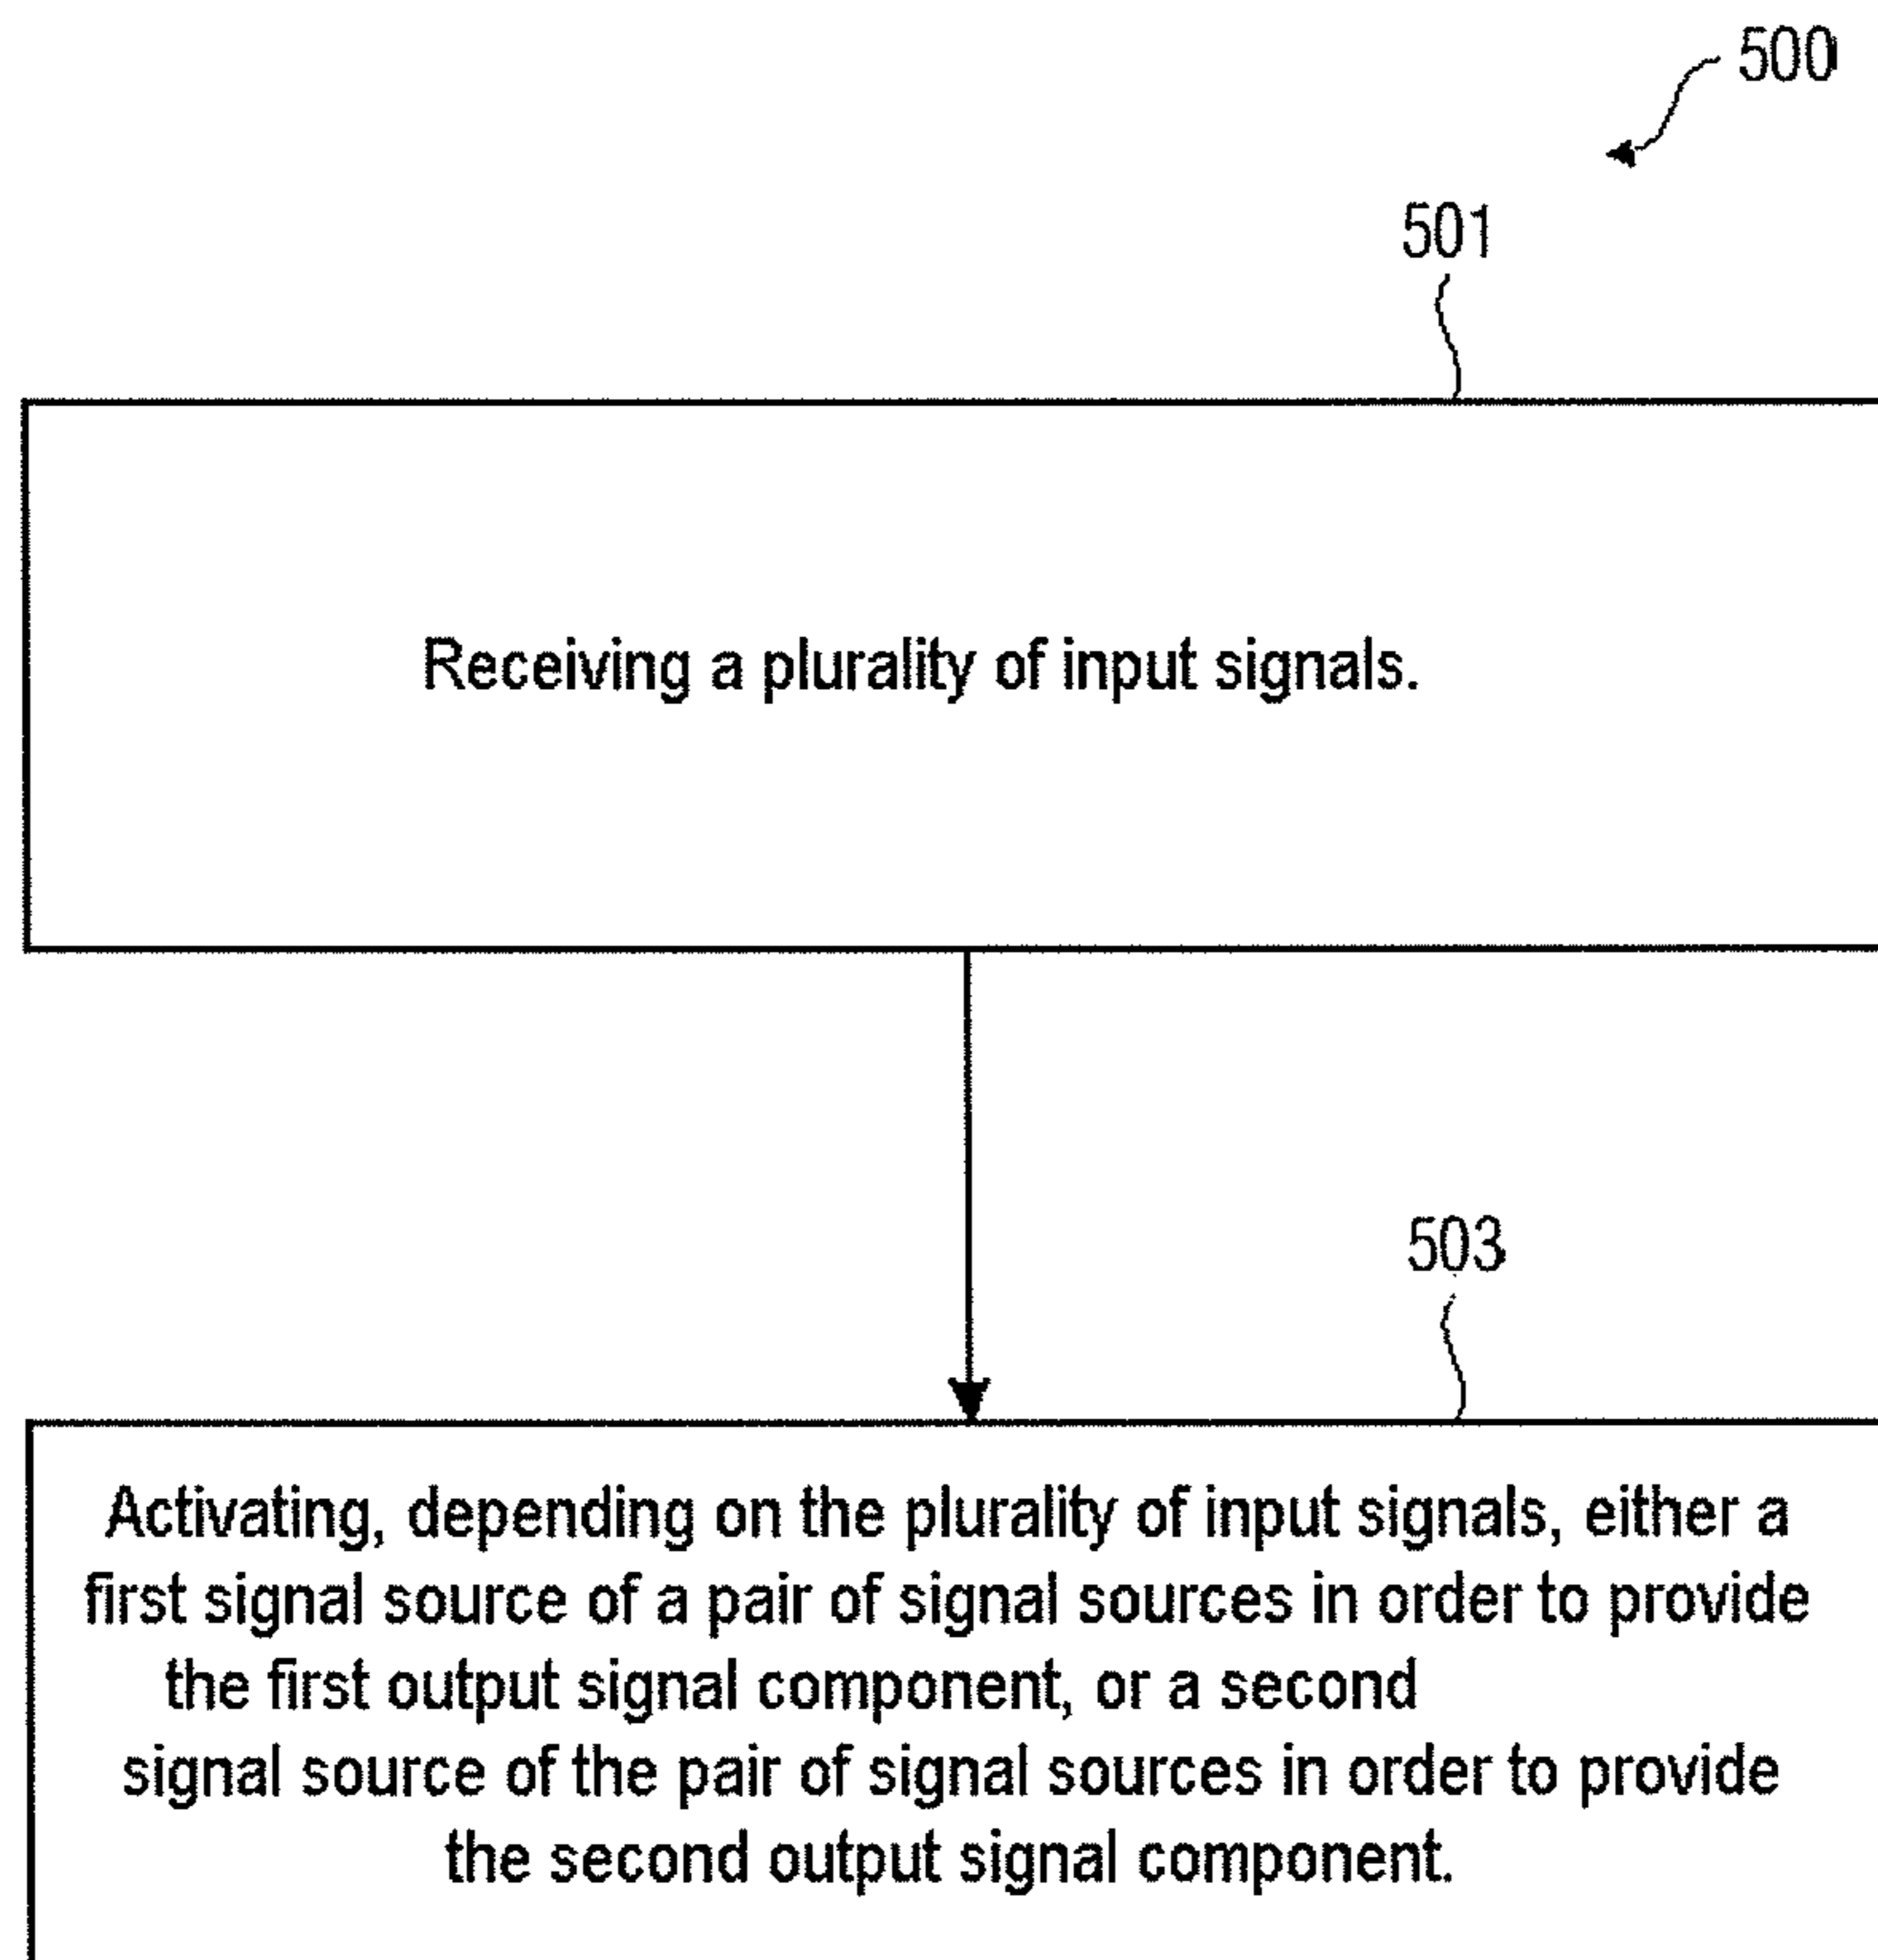 500
501
Receiving a plurality of input signals.
503
Activating, depending on the plurality of input signals, either a
first signal source of a pair of signal sources in order to provide
the first output signal component, or a second
signal source of the pair of signal sources in order to provide
the second output signal component.